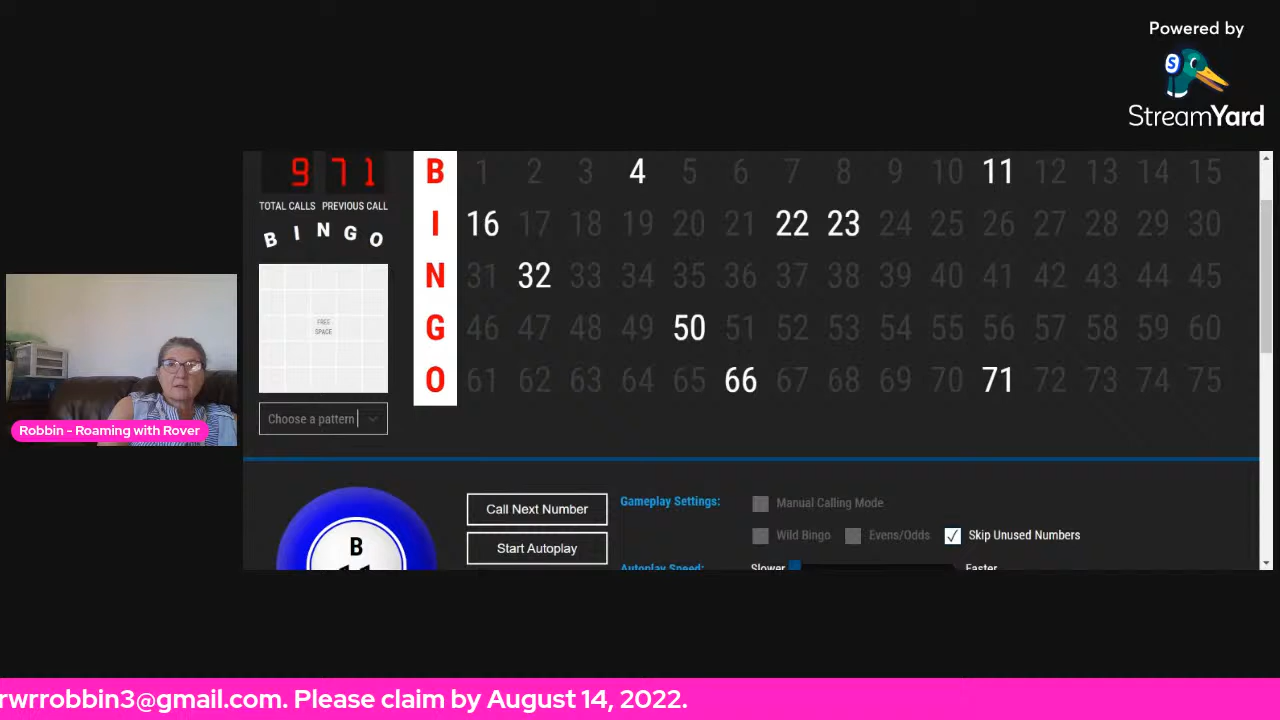 Powered by
StreamYard
9 71
TOTAL CALLS PREVIOUS CALL
B I N G O
FREE
SPACE
Choose a pattern
B 1 2 3 4 5 6 7 8 9 10 11 12 13 14 15
I 16 17 18 19 20 21 22 23 24 25 26 27 28 29 30
N 31 32 33 34 35 36 37 38 39 40 41 42 43 44 45
G 46 47 48 49 50 51 52 53 54 55 56 57 58 59 60
O 61 62 63 64 65 66 67 68 69 70 71 72 73 74 75
Robbin - Roaming with Rover
B
11
Call Next Number
Start Autoplay
Gameplay Settings:
Manual Calling Mode
Wild Bingo Evens/Odds Skip Unused Numbers
Autoplay Speed: Slower Faster
rwrrobbin3@gmail.com. Please claim by August 14, 2022.